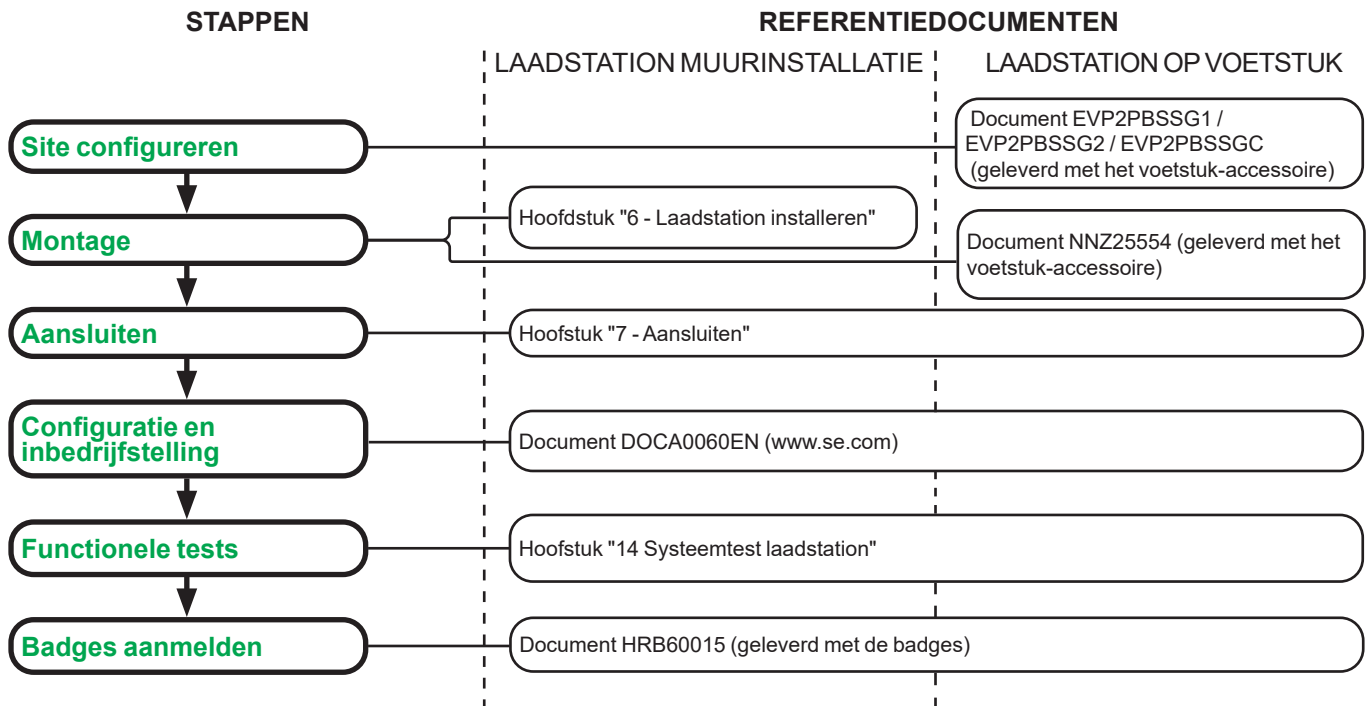 STAPPEN
REFERENTIEDOCUMENTEN
LAADSTATION MUURINSTALLATIE
LAADSTATION OP VOETSTUK
Site configureren
Document EVP2PBSSG1 /
EVP2PBSSG2 / EVP2PBSSGC
(geleverd met het voetstuk-accessoire)
Montage
Hoofdstuk "6 - Laadstation installeren"
Document NNZ25554 (geleverd met het
voetstuk-accessoire)
Aansluiten
Hoofstuk "7 - Aansluiten"
Configuratie en
inbedrijfstelling
Document DOCA0060EN (www.se.com)
Functionele tests
Hoofstuk "14 Systeemtest laadstation"
Badges aanmelden
Document HRB60015 (geleverd met de badges)